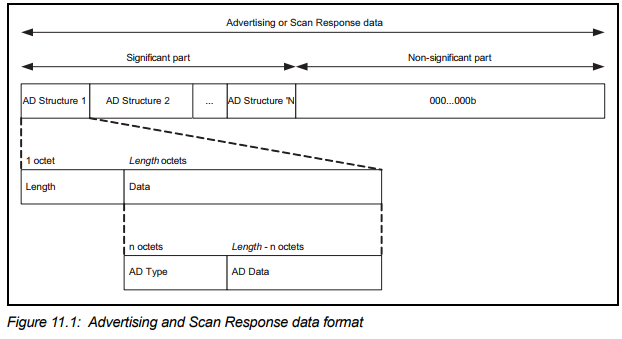 Advertising or Scan Response data
Significant part Non-significant part
AD Structure 1 AD Structure 2 ... AD Structure 'N 000...000b
1 octet Length octets
Length Data
n octets Length - n octets
AD Type AD Data
Figure 11.1: Advertising and Scan Response data format